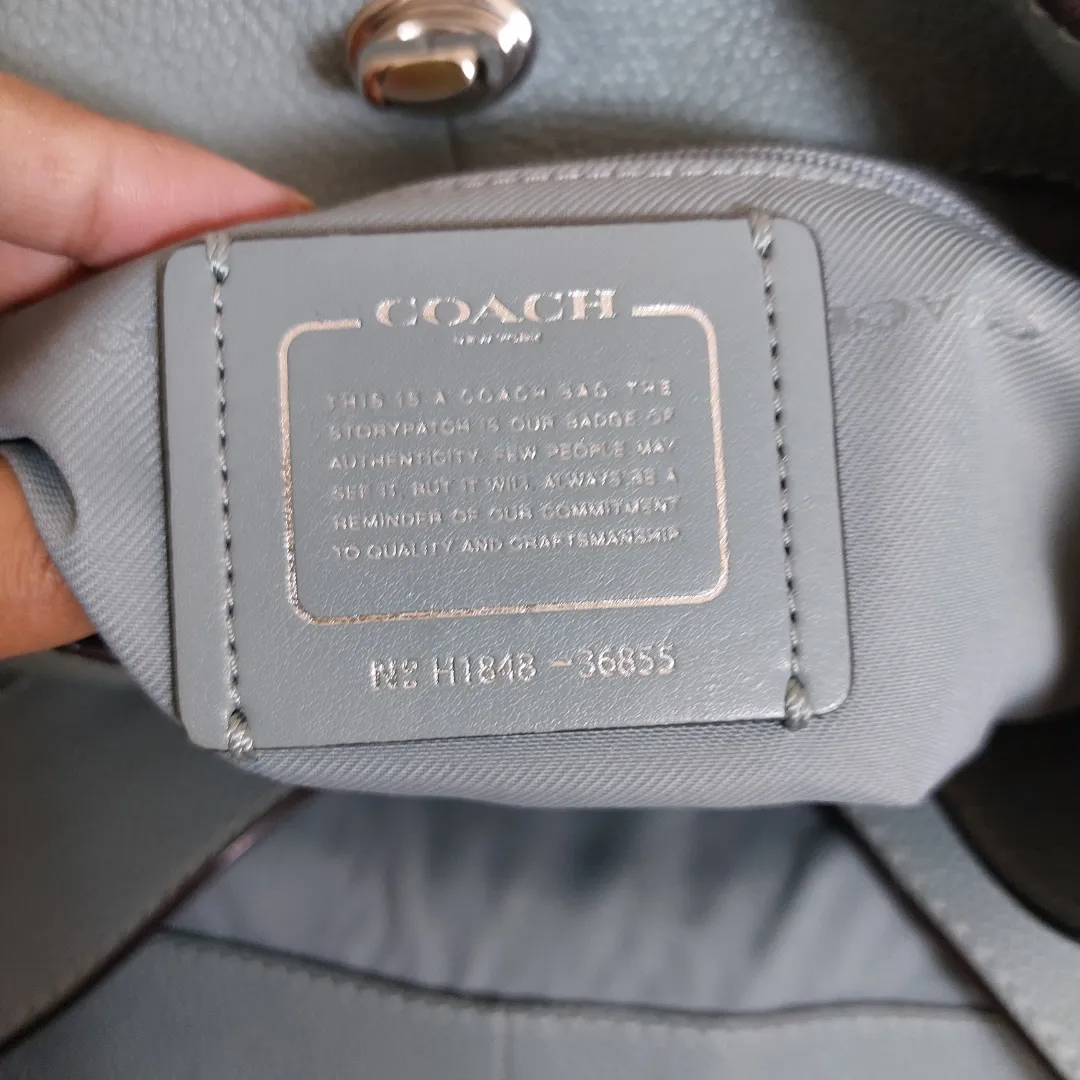 COACH
NEW YORK
THIS IS A COACH BAG. THE
STORYPATCH IS OUR BADGE OF
AUTHENTICITY. FEW PEOPLE MAY
SEE IT, BUT IT WILL ALWAYS BE A
REMINDER OF OUR COMMITMENT
TO QUALITY AND CRAFTSMANSHIP
No H1848 -36855